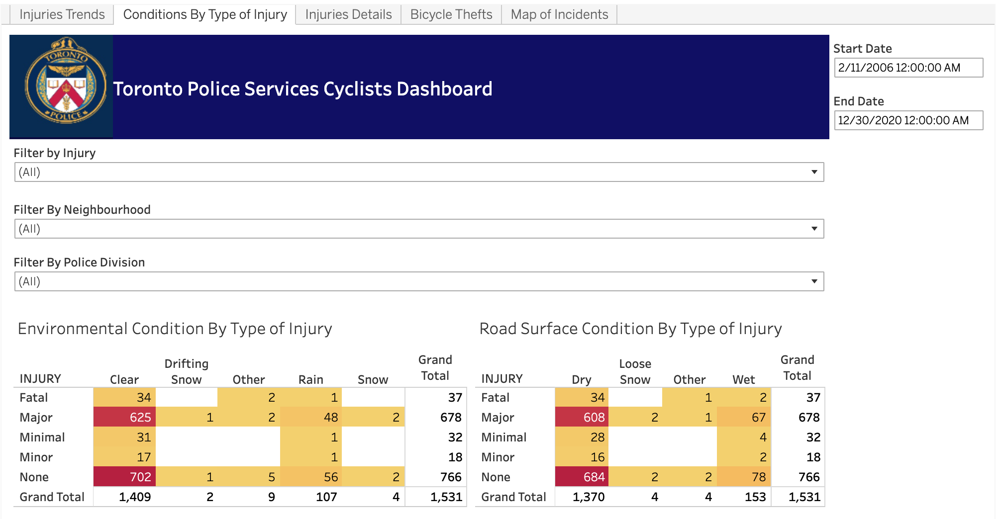 Injuries Trends Conditions By Type of Injury Injuries Details Bicycle Thefts Map of Incidents
TORONTO
POLICE
Toronto Police Services Cyclists Dashboard
Start Date
2/11/2006 12:00:00 AM
End Date
12/30/2020 12:00:00 AM
Filter by Injury
(All)
Filter By Neighbourhood
(All)
Filter By Police Division
(All)
Environmental Condition By Type of Injury
INJURY Clear Drifting Snow Other Rain Snow Grand Total
Fatal 34 2 1 37
Major 625 1 2 48 2 678
Minimal 31 1 32
Minor 17 1 18
None 702 1 5 56 2 766
Grand Total 1,409 2 9 107 4 1,531
Road Surface Condition By Type of Injury
INJURY Dry Loose Snow Other Wet Grand Total
Fatal 34 1 2 37
Major 608 2 1 67 678
Minimal 28 4 32
Minor 16 2 18
None 684 2 2 78 766
Grand Total 1,370 4 4 153 1,531